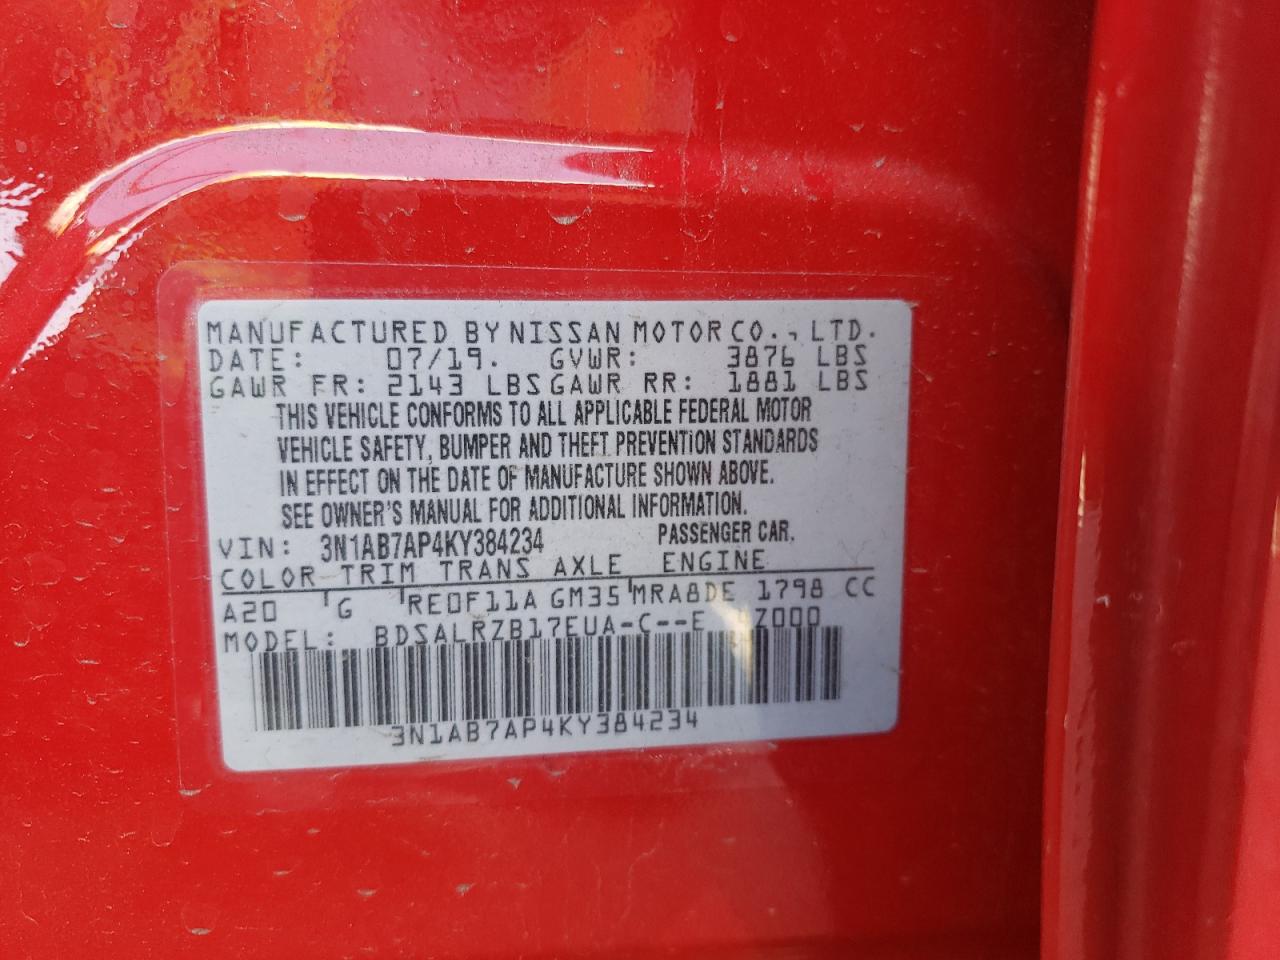 MANUFACTURED BY NISSAN MOTOR CO., LTD.
DATE: 07/19. GVWR: 3876 LBS
GAWR FR: 2143 LBS GAWR RR: 1881 LBS
THIS VEHICLE CONFORMS TO ALL APPLICABLE FEDERAL MOTOR
VEHICLE SAFETY, BUMPER AND THEFT PREVENTION STANDARDS
IN EFFECT ON THE DATE OF MANUFACTURE SHOWN ABOVE.
SEE OWNER'S MANUAL FOR ADDITIONAL INFORMATION.
VIN: 3N1AB7AP4KY384234 PASSENGER CAR.
COLOR TRIM TRANS AXLE ENGINE
A20 G RE0F11A GM35 MRA8DE 1798 CC
MODEL: BDSALRZB17EUA-C--E Z000
3N1AB7AP4KY384234